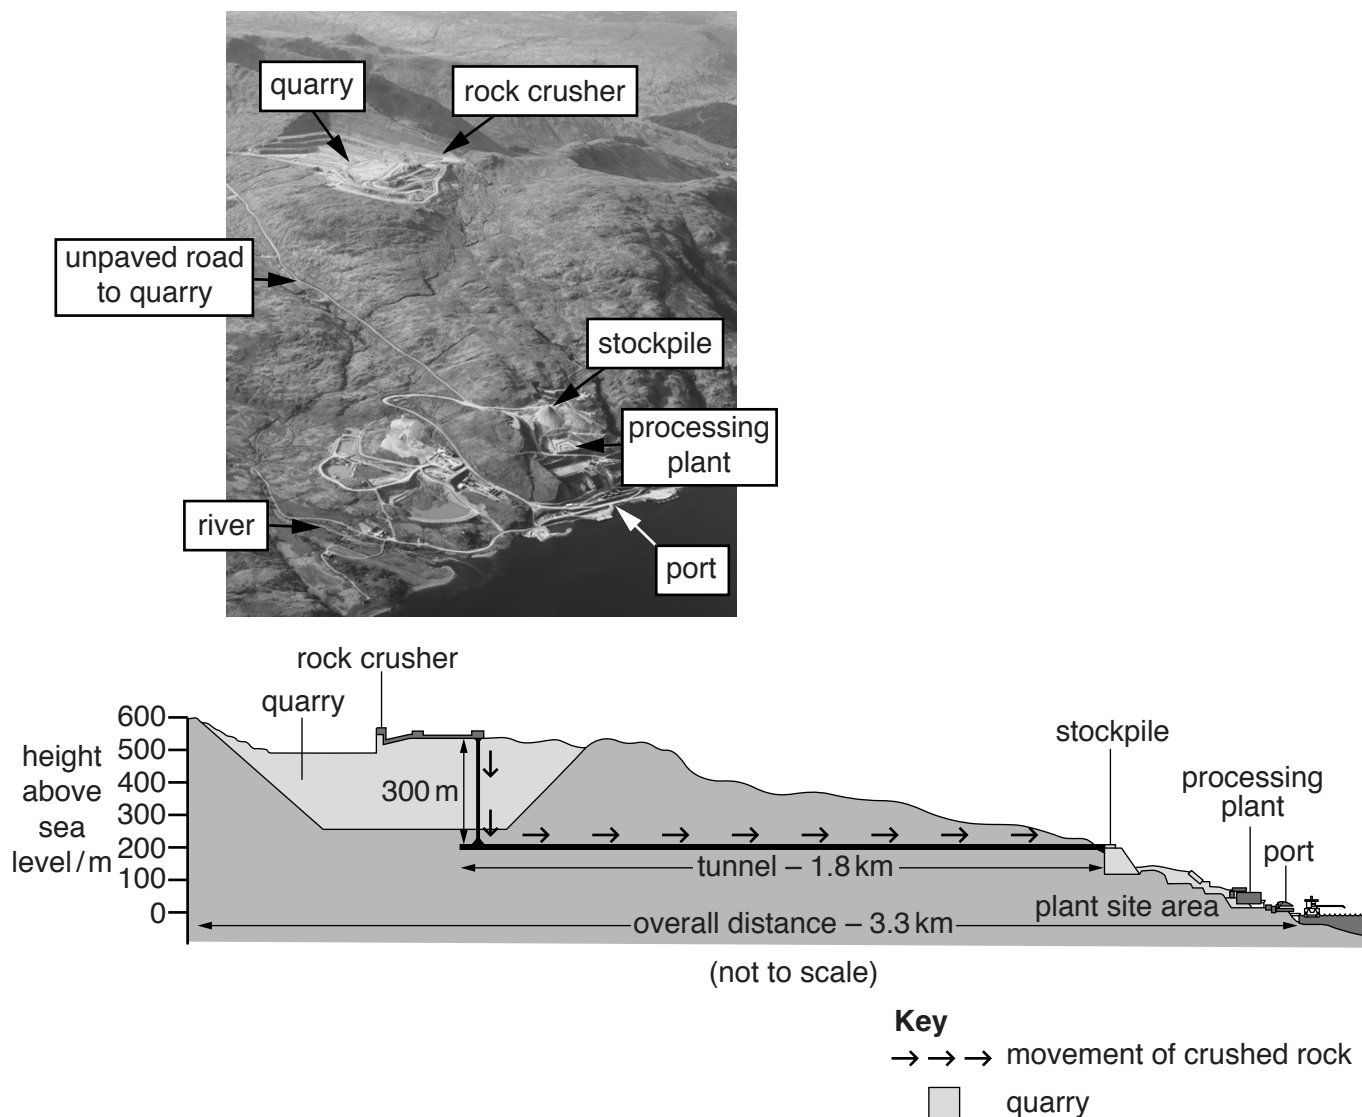 quarry
rock crusher
unpaved road
to quarry
stockpile
processing
plant
river
port
rock crusher
quarry
stockpile
processing
plant
port
600
500
400
300
200
100
0
height
above
sea
level / m
300 m
tunnel – 1.8 km
plant site area
overall distance – 3.3 km
(not to scale)
Key
movement of crushed rock
quarry